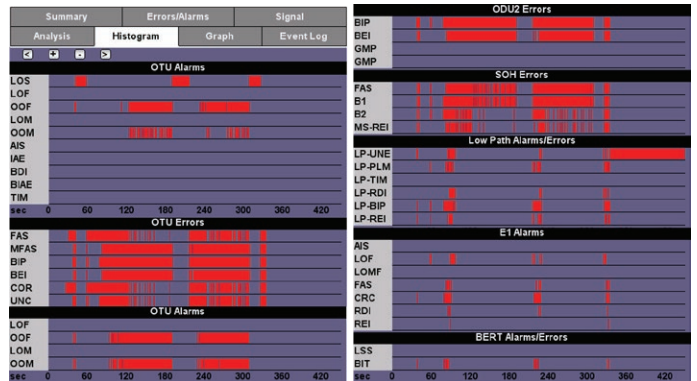 Summary Errors/Alarms Signal
Analysis Histogram Graph Event Log
< + - >
OTU Alarms
LOS
LOF
OOF
LOM
OOM
AIS
IAE
BDI
BIAE
TIM
sec 0 60 120 180 240 300 360 420
OTU Errors
FAS
MFAS
BIP
BEI
COR
UNC
OTU Alarms
LOF
OOF
LOM
OOM
sec 0 60 120 180 240 300 360 420
ODU2 Errors
BIP
BEI
GMP
GMP
SOH Errors
FAS
B1
B2
MS-REI
Low Path Alarms/Errors
LP-UNE
LP-PLM
LP-TIM
LP-RDI
LP-BIP
LP-REI
E1 Alarms
AIS
LOF
LOMF
FAS
CRC
RDI
REI
BERT Alarms/Errors
LSS
BIT
sec 0 60 120 180 240 300 360 420